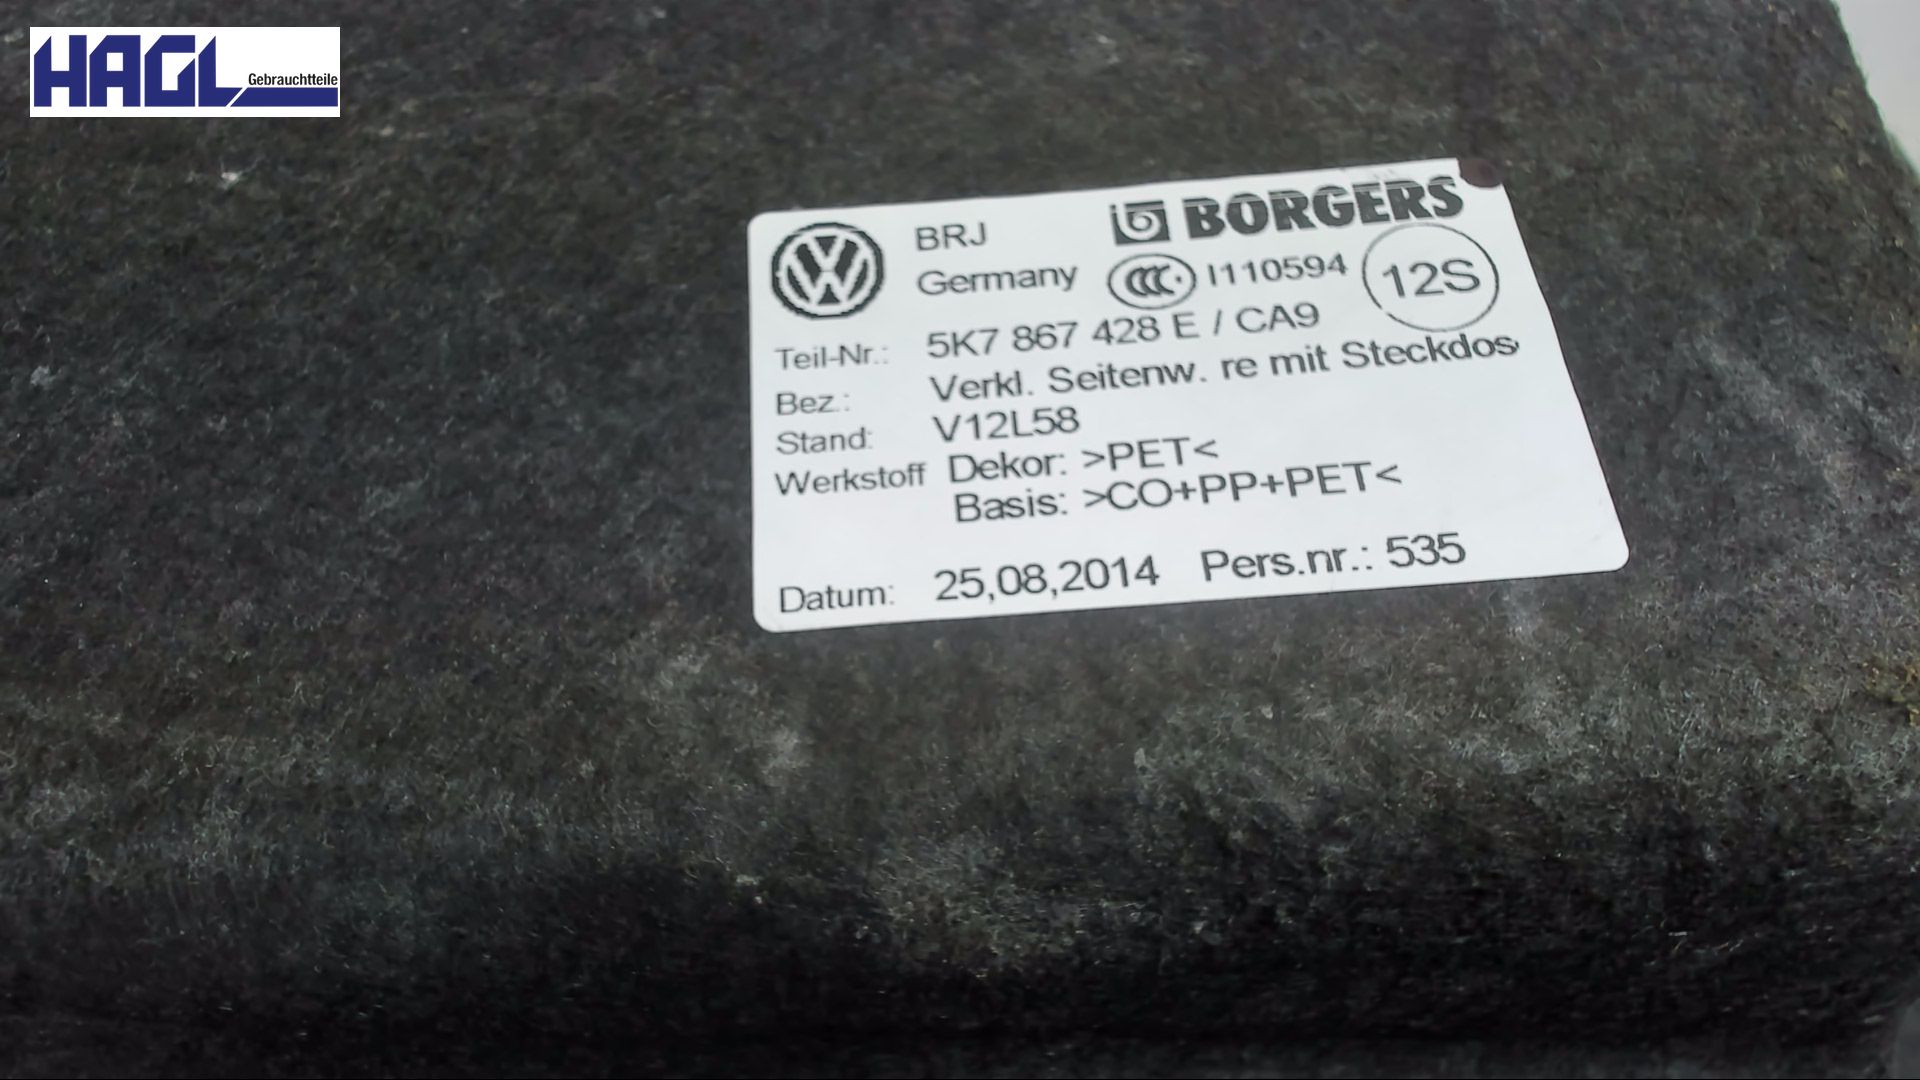 HAGL Gebrauchtteile
BRJ BORGERS
Germany CCC I110594 12S
Teil-Nr.: 5K7 867 428 E / CA9
Bez.: Verkl. Seitenw. re mit Steckdos
Stand: V12L58
Werkstoff Dekor: >PET<
Basis: >CO+PP+PET<
Datum: 25,08,2014 Pers.nr.: 535